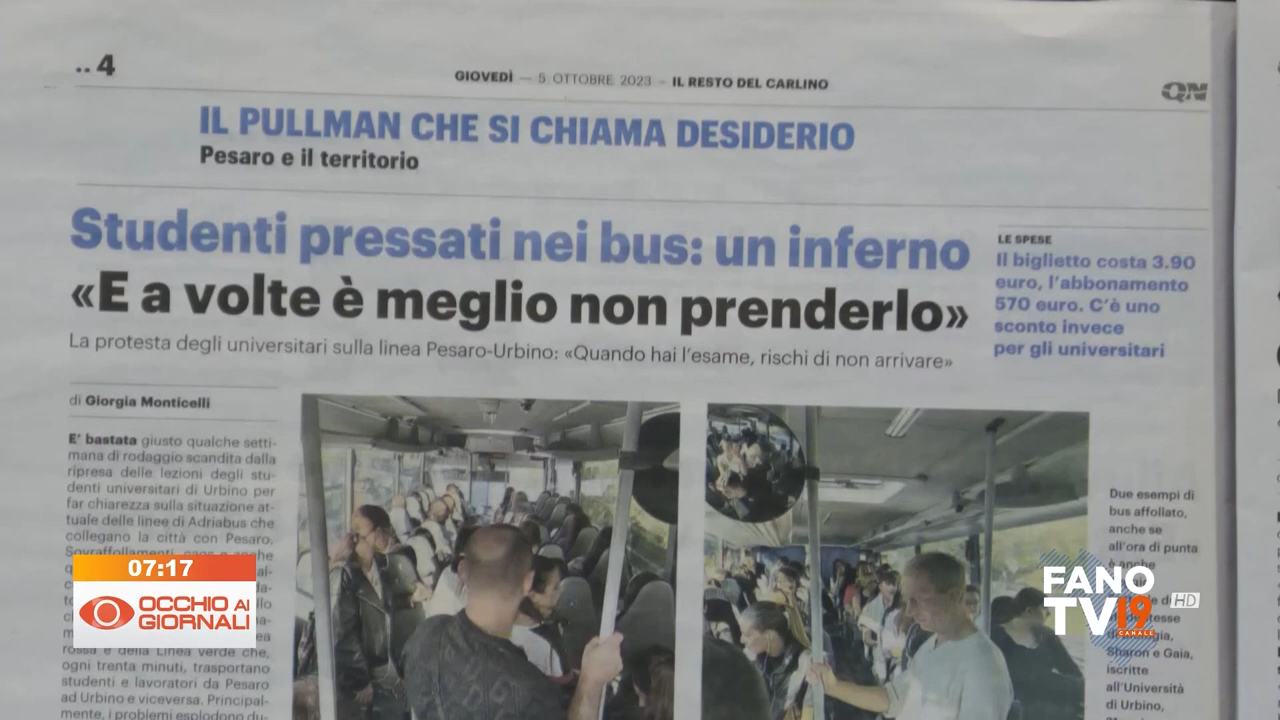 .. 4
GIOVEDÌ — 5 OTTOBRE 2023 – IL RESTO DEL CARLINO
QN
IL PULLMAN CHE SI CHIAMA DESIDERIO
Pesaro e il territorio
Studenti pressati nei bus: un inferno
«E a volte è meglio non prenderlo»
La protesta degli universitari sulla linea Pesaro-Urbino: «Quando hai l'esame, rischi di non arrivare»
LE SPESE
Il biglietto costa 3.90
euro, l'abbonamento
570 euro. C'è uno
sconto invece
per gli universitari
di Giorgia Monticelli
E' bastata giusto qualche setti-
mana di rodaggio scandita dalla
ripresa delle lezioni degli stu-
denti universitari di Urbino per
far chiarezza sulla situazione at-
tuale delle linee di Adriabus che
collegano la città con Pesaro.
Sovraffollamenti, caos e anche
rossa e della Linea verde che,
ogni trenta minuti, trasportano
studenti e lavoratori da Pesaro
ad Urbino e viceversa. Principal-
mente, i problemi esplodono du-
Due esempi di
bus affollato,
anche se
all'ora di punta
è anche
Sharon e Gaia,
iscritte
all'Università
di Urbino,
07:17
OCCHIO AI
GIORNALI
FANO
TV19
CANALE
HD